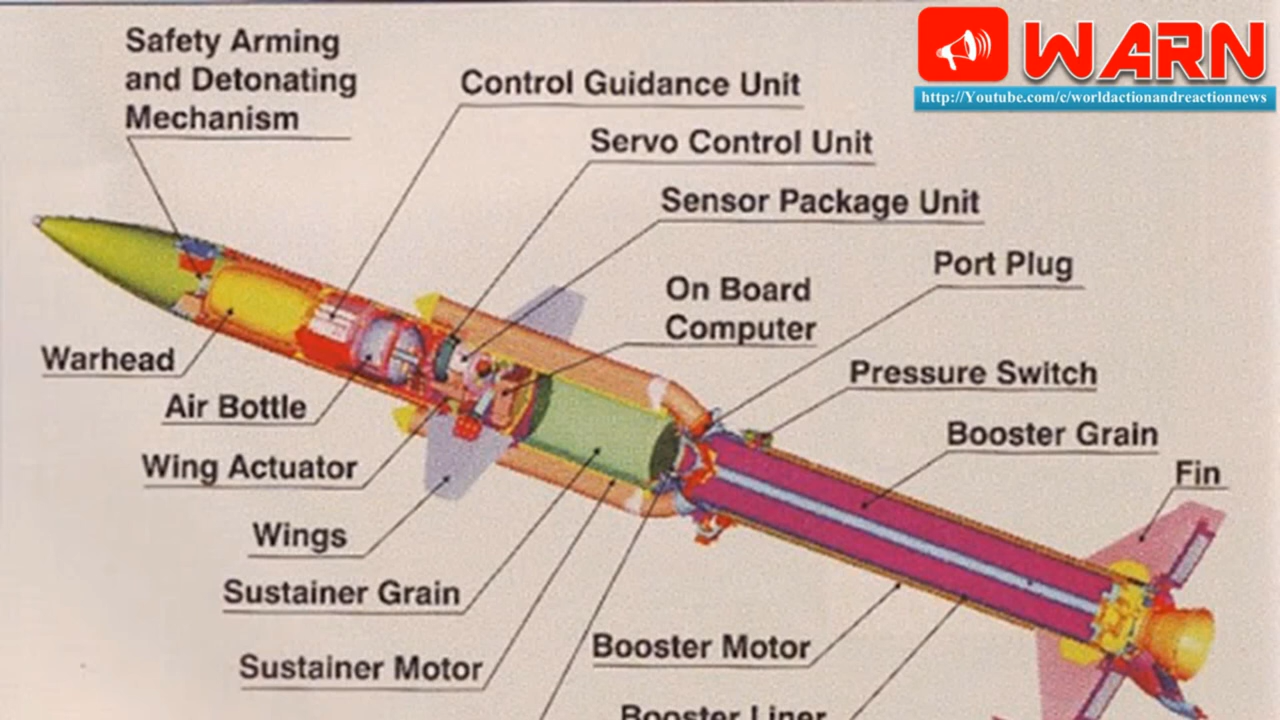 Safety Arming
and Detonating
Mechanism
Control Guidance Unit
Servo Control Unit
Sensor Package Unit
On Board
Computer
Port Plug
Pressure Switch
Booster Grain
Fin
Warhead
Air Bottle
Wing Actuator
Wings
Sustainer Grain
Sustainer Motor
Booster Motor
Booster Liner
WARN
http://Youtube.com/c/worldactionandreactionnews